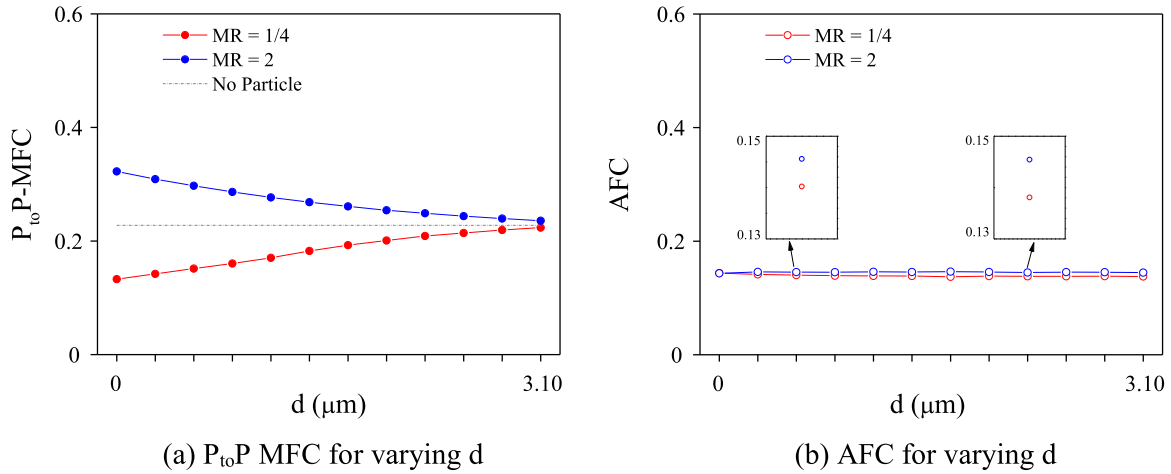 0.6
0.4
0.2
0
PtoP-MFC
MR = 1/4
MR = 2
No Particle
0
3.10
d (μm)
(a) PtoP MFC for varying d
0.6
0.4
0.2
0
AFC
MR = 1/4
MR = 2
0.15
0.13
0.15
0.13
0
3.10
d (μm)
(b) AFC for varying d